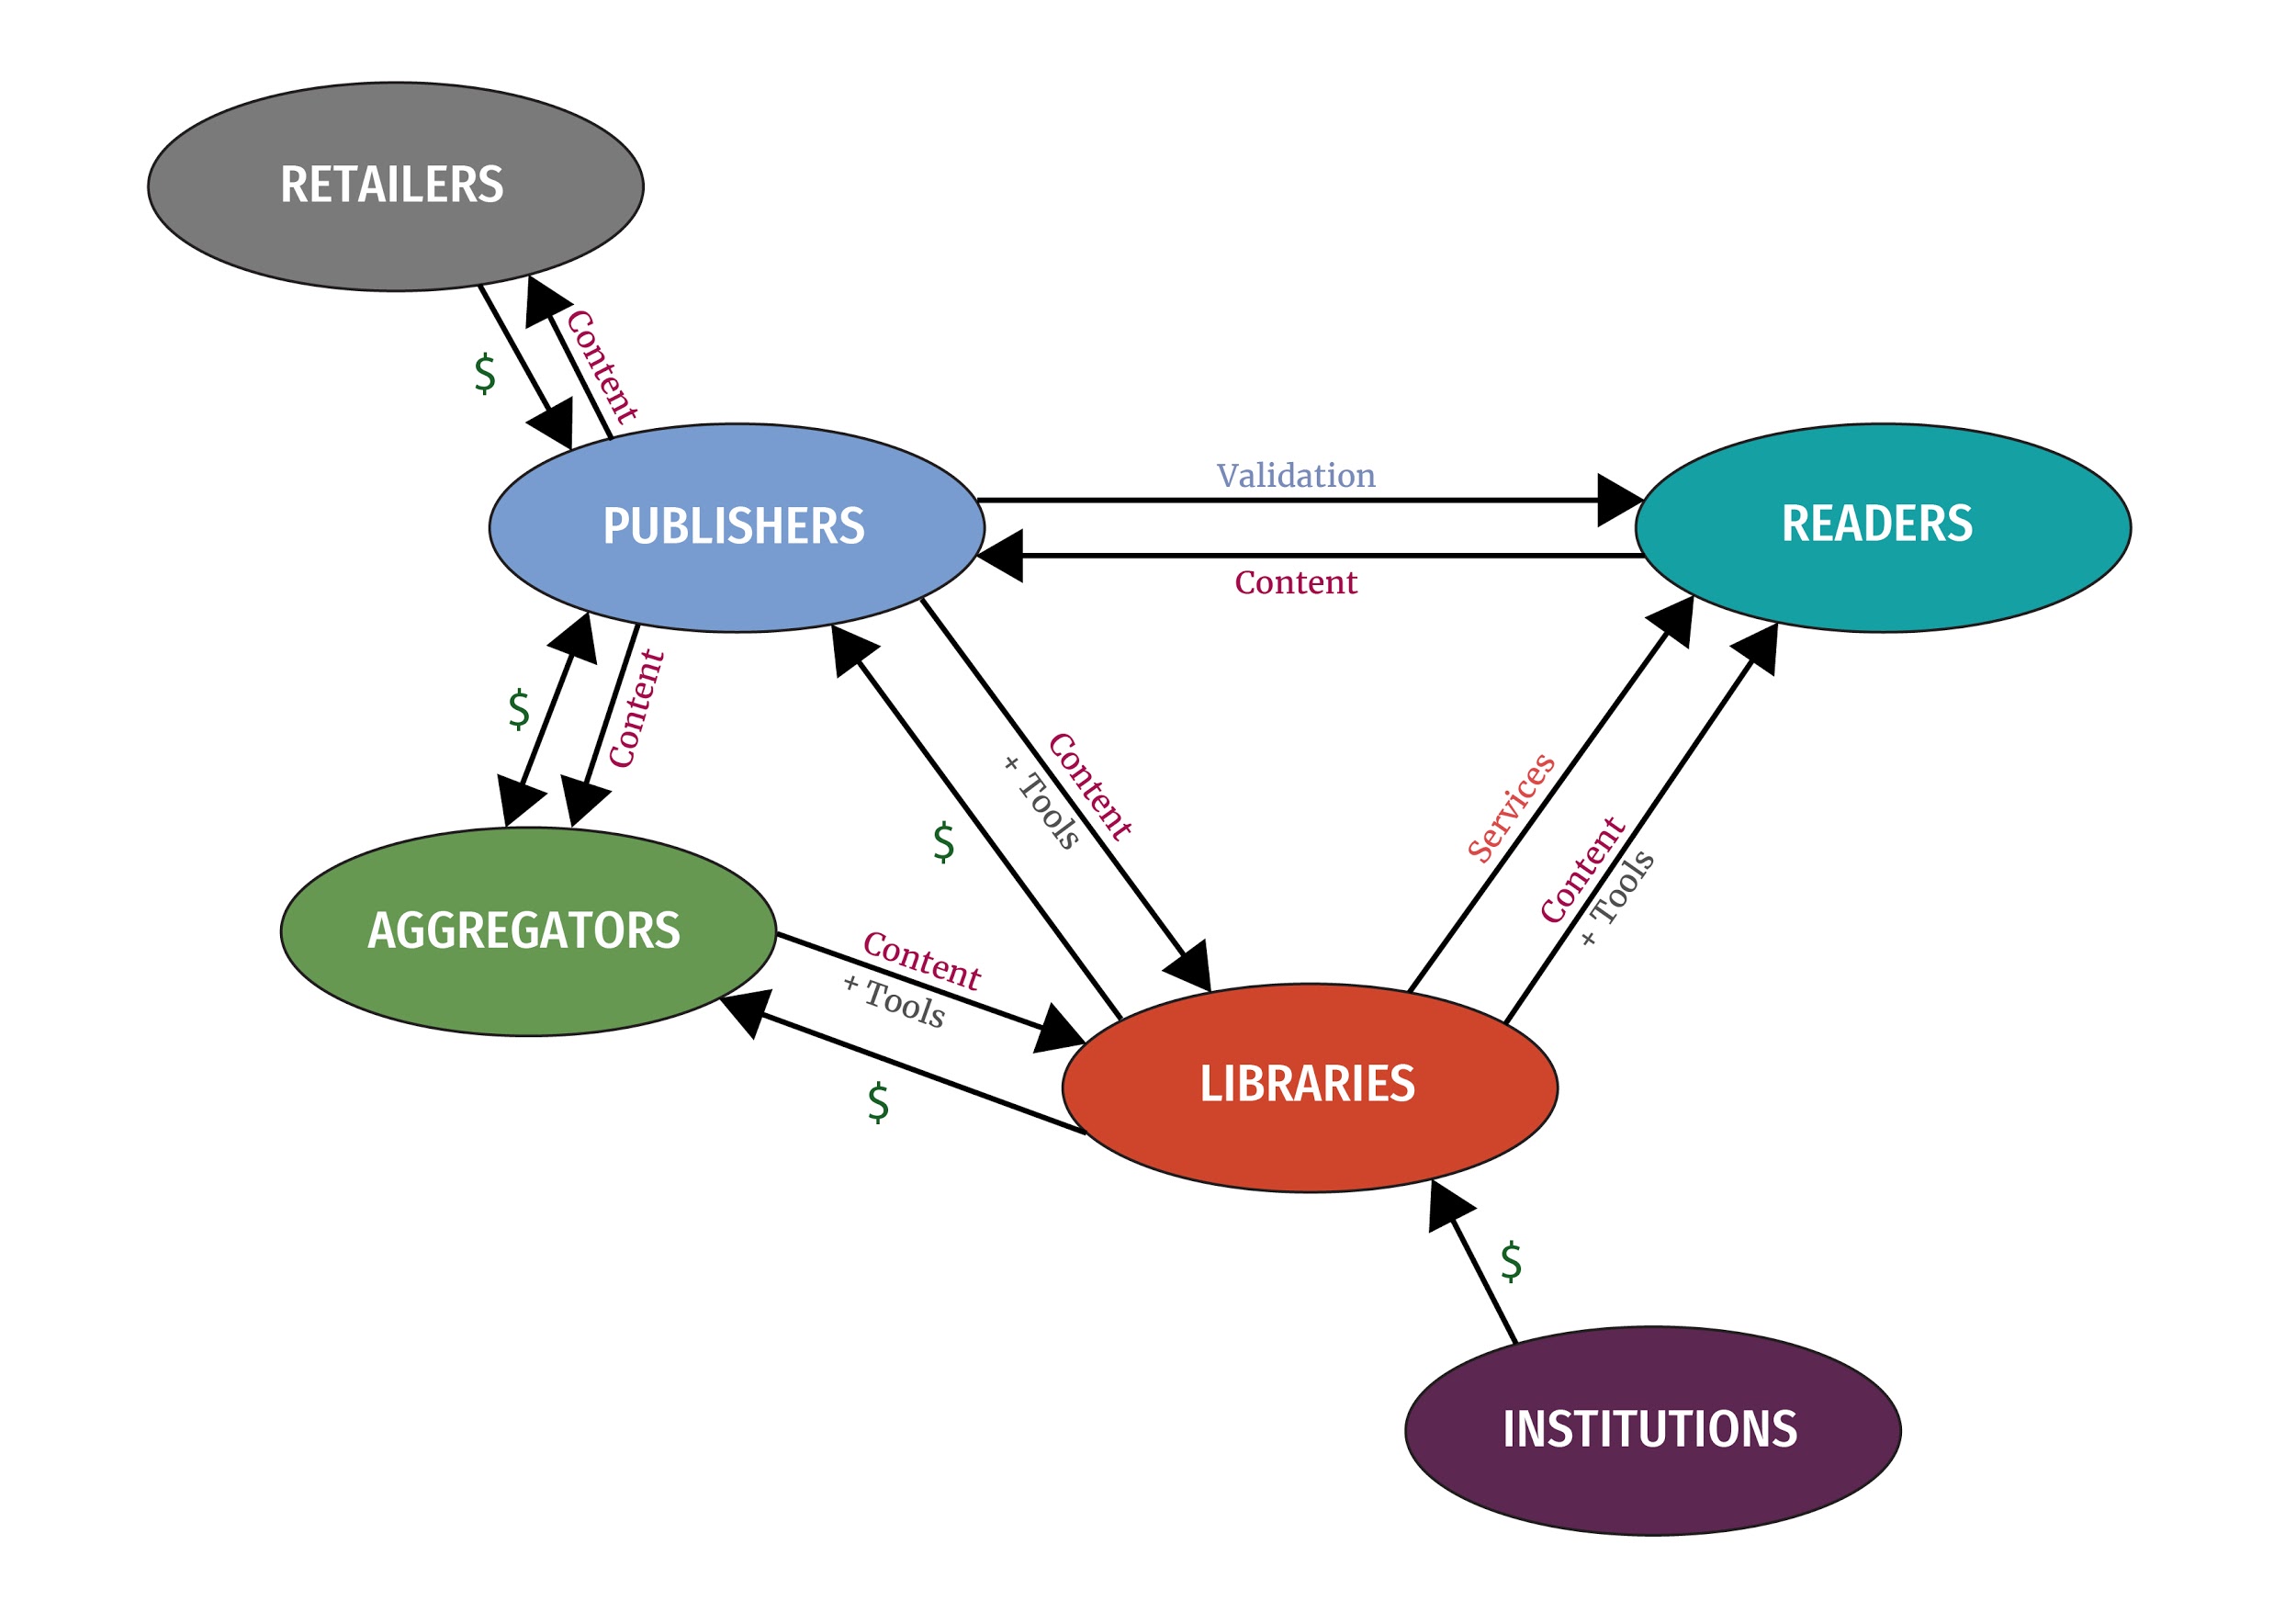 RETAILERS
$
Content
PUBLISHERS
Validation
Content
READERS
$
Content
$
Content
+ Tools
Services
Content
+ Tools
AGGREGATORS
Content
+ Tools
$
LIBRARIES
$
INSTITUTIONS